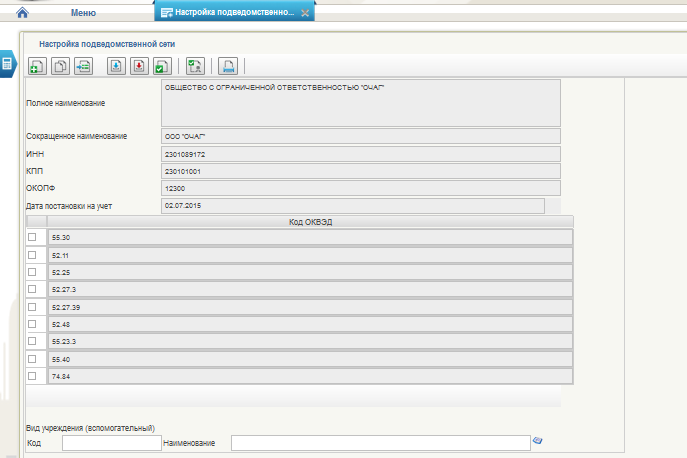 Меню Настройка подведомственно...
Настройка подведомственной сети
Полное наименование ОБЩЕСТВО С ОГРАНИЧЕННОЙ ОТВЕТСТВЕННОСТЬЮ "ОЧАГ"
Сокращенное наименование ООО "ОЧАГ"
ИНН 2301089172
КПП 230101001
ОКОПФ 12300
Дата постановки на учет 02.07.2015
Код ОКВЭД
55.30
52.11
52.25
52.27.3
52.27.39
52.48
55.23.3
55.40
74.84
Вид учреждения (вспомогательный)
Код Наименование